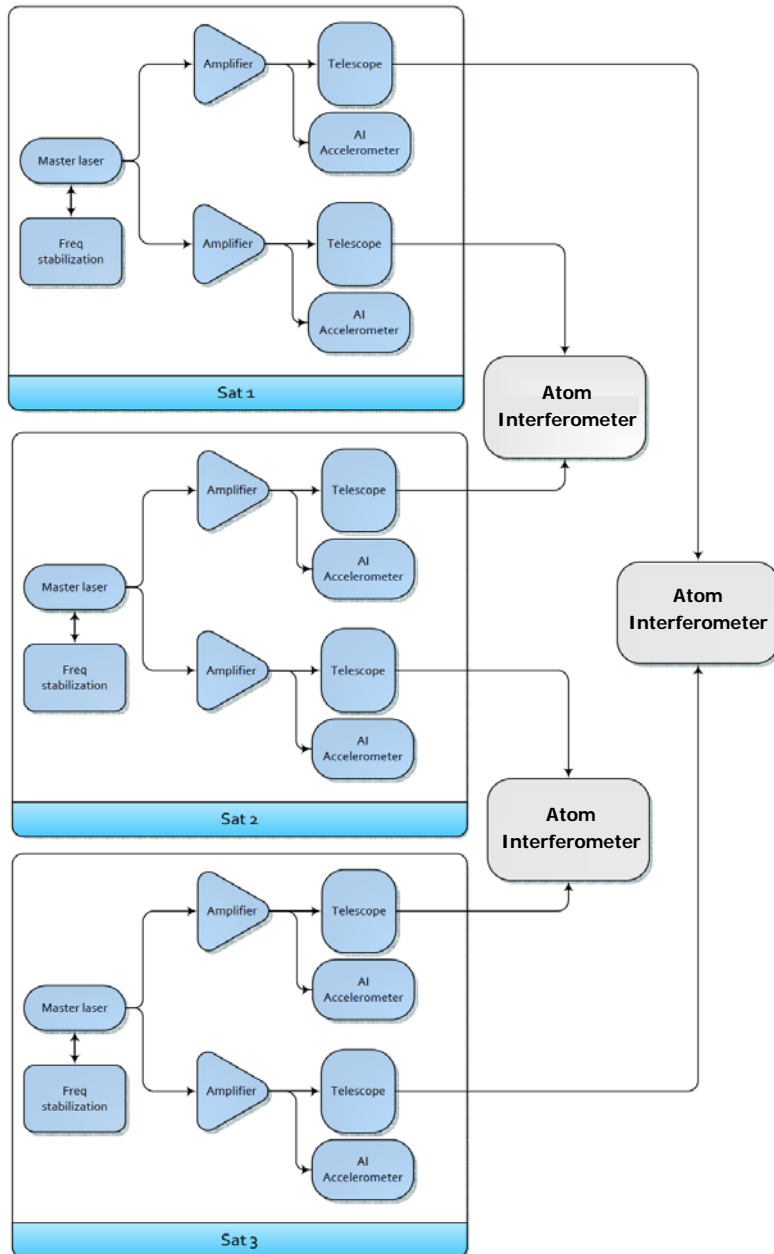 Amplifier
Telescope
AI
Accelerometer
Master laser
Amplifier
Telescope
Freq
stabilization
AI
Accelerometer
Sat 1
Atom
Interferometer
Amplifier
Telescope
AI
Accelerometer
Master laser
Amplifier
Telescope
Freq
stabilization
AI
Accelerometer
Sat 2
Atom
Interferometer
Atom
Interferometer
Amplifier
Telescope
AI
Accelerometer
Master laser
Amplifier
Telescope
Freq
stabilization
AI
Accelerometer
Sat 3